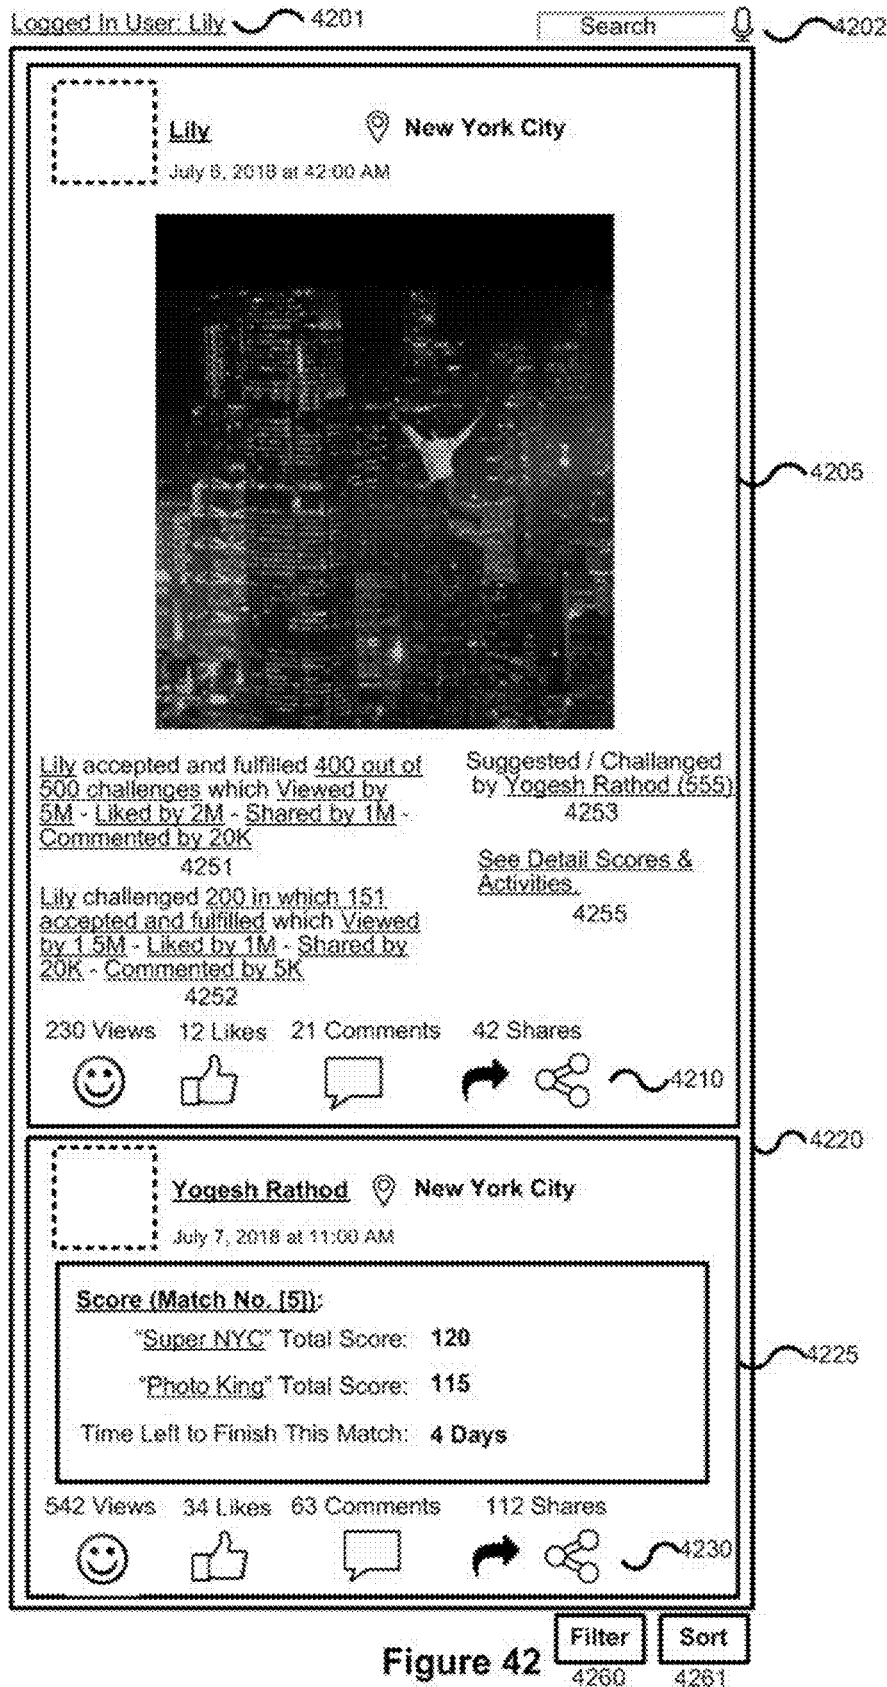 Logged In User: Lily 4201 Search 4202
Lily New York City
July 6, 2018 at 42:00 AM
4205
Lily accepted and fulfilled 400 out of
500 challenges which Viewed by
5M - Liked by 2M - Shared by 1M -
Commented by 20K
4251
Suggested / Challanged
by Yogesh Rathod (555)
4253
See Detail Scores &
Activities.
4255
Lily challenged 200 in which 151
accepted and fulfilled which Viewed
by 1.5M - Liked by 1M - Shared by
20K - Commented by 5K
4252
230 Views 12 Likes 21 Comments 42 Shares
4210
4220
Yogesh Rathod New York City
July 7, 2018 at 11:00 AM
Score (Match No. [5]):
"Super NYC" Total Score: 120
4225
"Photo King" Total Score: 115
Time Left to Finish This Match: 4 Days
542 Views 34 Likes 63 Comments 112 Shares
4230
Filter Sort
Figure 42
4260 4261